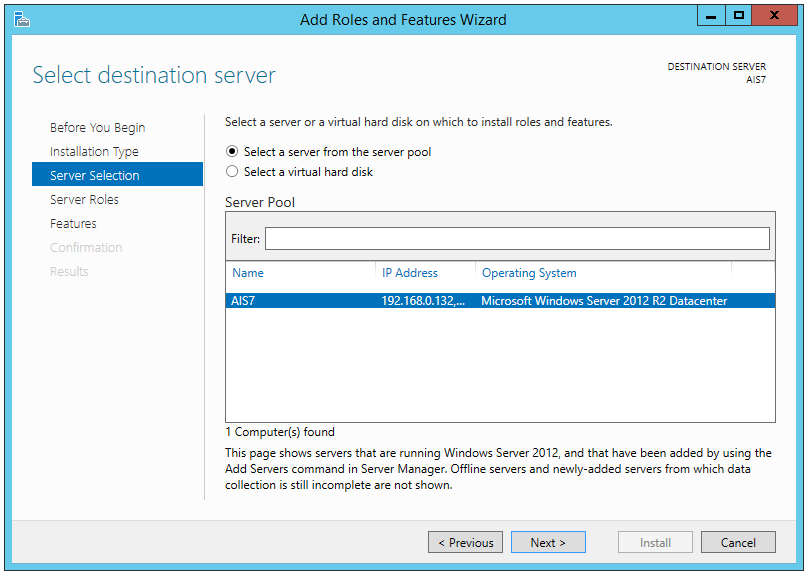 Add Roles and Features Wizard
Select destination server
DESTINATION SERVER
AIS7
Before You Begin
Installation Type
Server Selection
Server Roles
Features
Confirmation
Results
Select a server or a virtual hard disk on which to install roles and features.
Select a server from the server pool
Select a virtual hard disk
Server Pool
Filter:
Name IP Address Operating System
AIS7 192.168.0.132,... Microsoft Windows Server 2012 R2 Datacenter
1 Computer(s) found
This page shows servers that are running Windows Server 2012, and that have been added by using the
Add Servers command in Server Manager. Offline servers and newly-added servers from which data
collection is still incomplete are not shown.
< Previous Next > Install Cancel